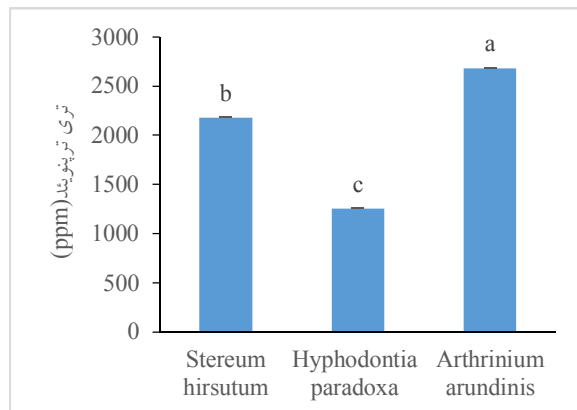 3000
2500
2000
1500
1000
500
0
تری ترپنوئید(ppm)
b
c
a
Stereum
hirsutum
Hyphodontia
paradoxa
Arthrinium
arundinis